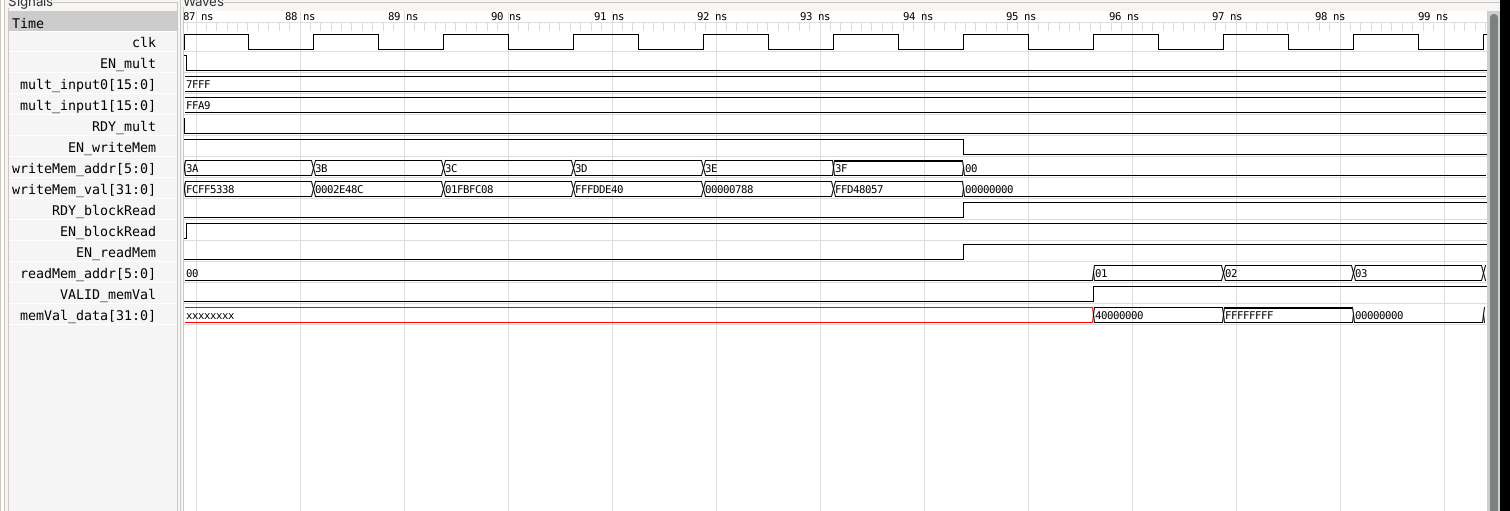 Signals Waves
Time 87 ns 88 ns 89 ns 90 ns 91 ns 92 ns 93 ns 94 ns 95 ns 96 ns 97 ns 98 ns 99 ns
clk
EN_mult
mult_input0[15:0] 7FFF
mult_input1[15:0] FFA9
RDY_mult
EN_writeMem
writeMem_addr[5:0] 3A 3B 3C 3D 3E 3F 00
writeMem_val[31:0] FCFF5338 0002E48C 01FBFC08 FFFDDE40 00000788 FFD48057 00000000
RDY_blockRead
EN_blockRead
EN_readMem
readMem_addr[5:0] 00 01 02 03
VALID_memVal
memVal_data[31:0] xxxxxxxx 40000000 FFFFFFFF 00000000